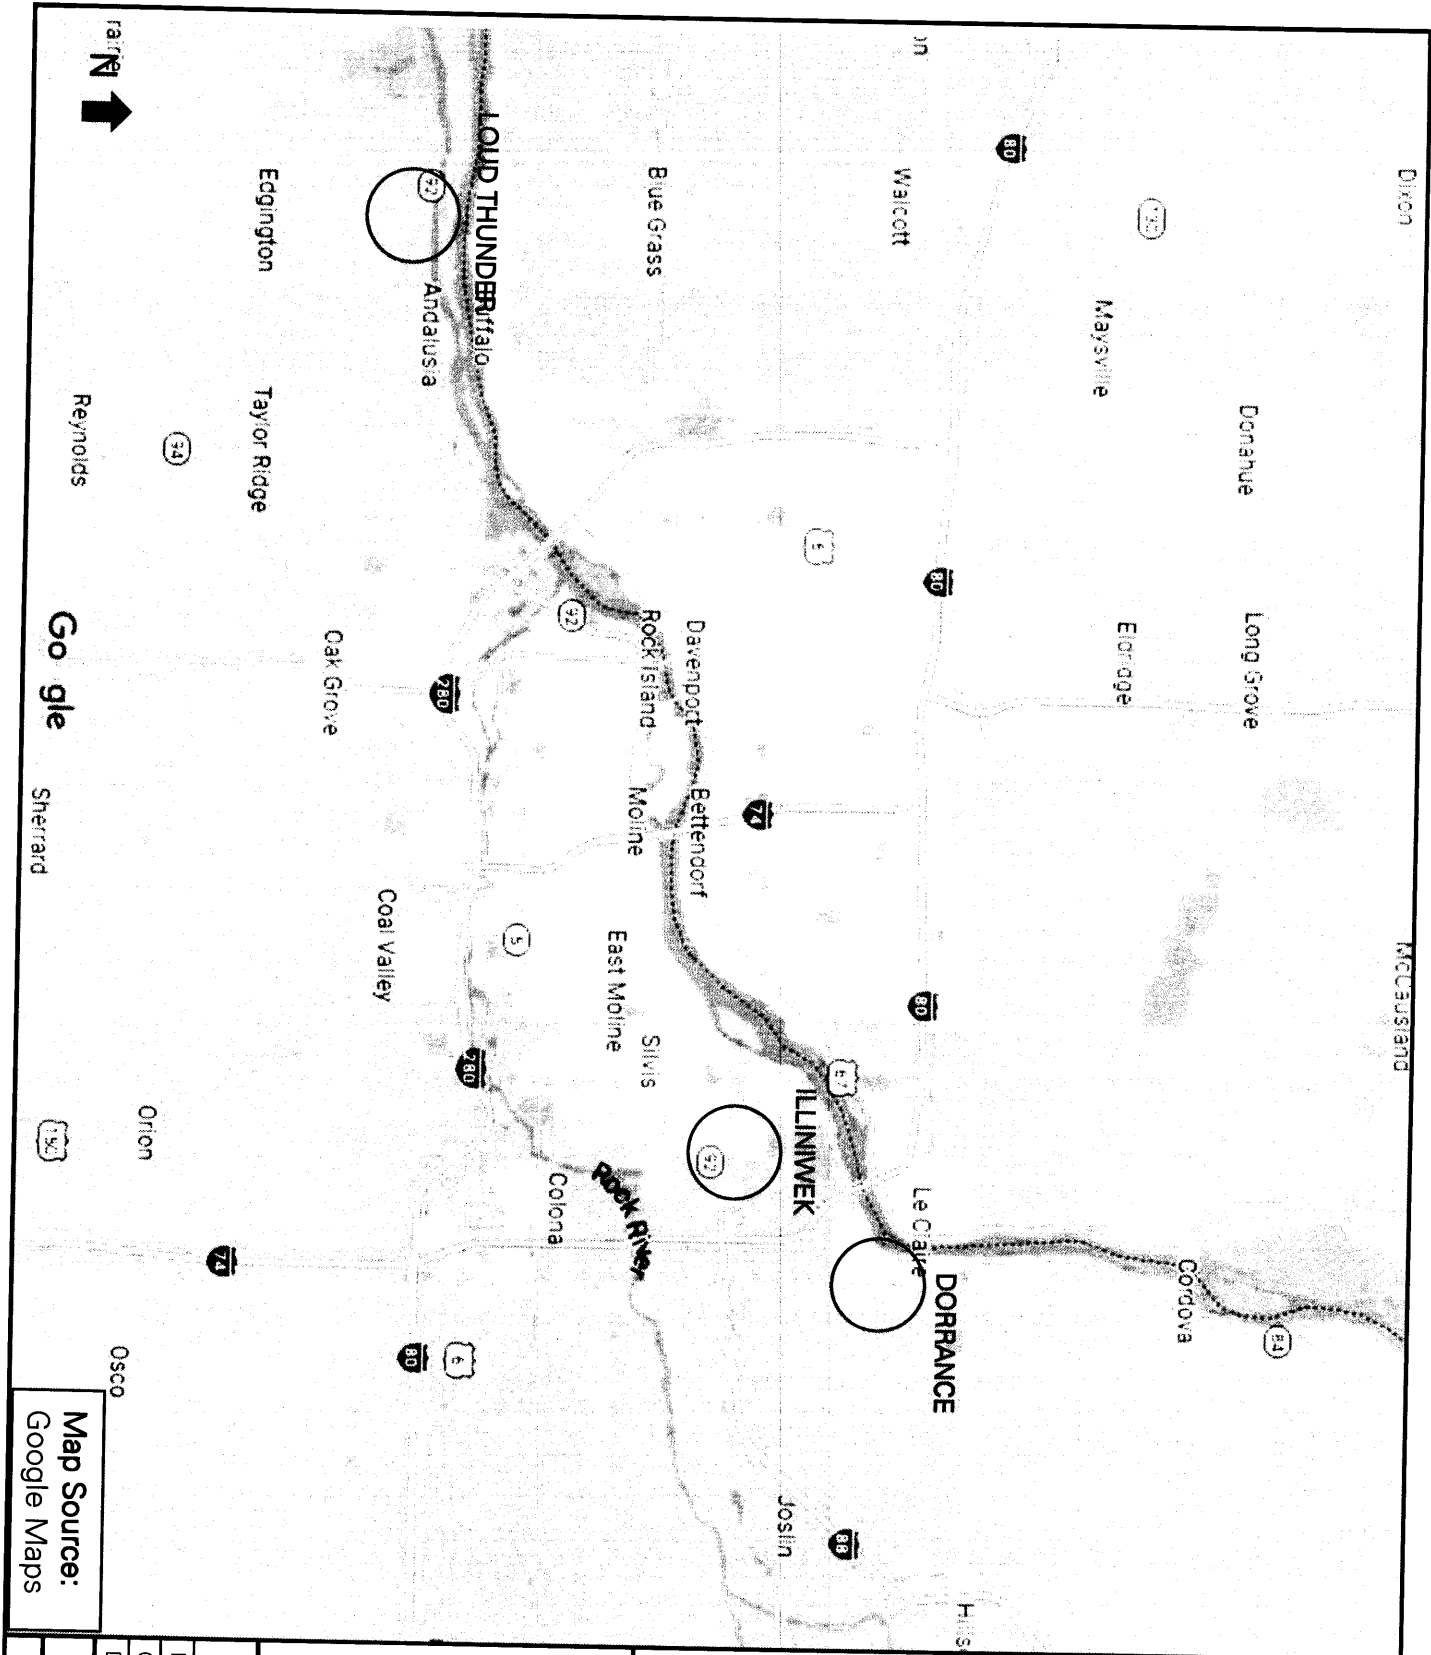 Dixon
McCausland
130
Donahue
Long Grove
Cordova
84
Maysville
Eldridge
80
Walcott
80
80
Le Claire
DORRANCE
67
ILLINIWEK
6
74
88
Joslin
Blue Grass
Davenport
Bettendorf
Rock Island
Moline
East Moline
Silvis
92
Rock River
LOUD THUNDER
92
92
Andalusia
5
Colona
280
280
6
80
Coal Valley
Oak Grove
Edgington
Taylor Ridge
74
94
Orion
Osco
N
Reynolds
150
Google
Sherrard
Map Source:
Google Maps